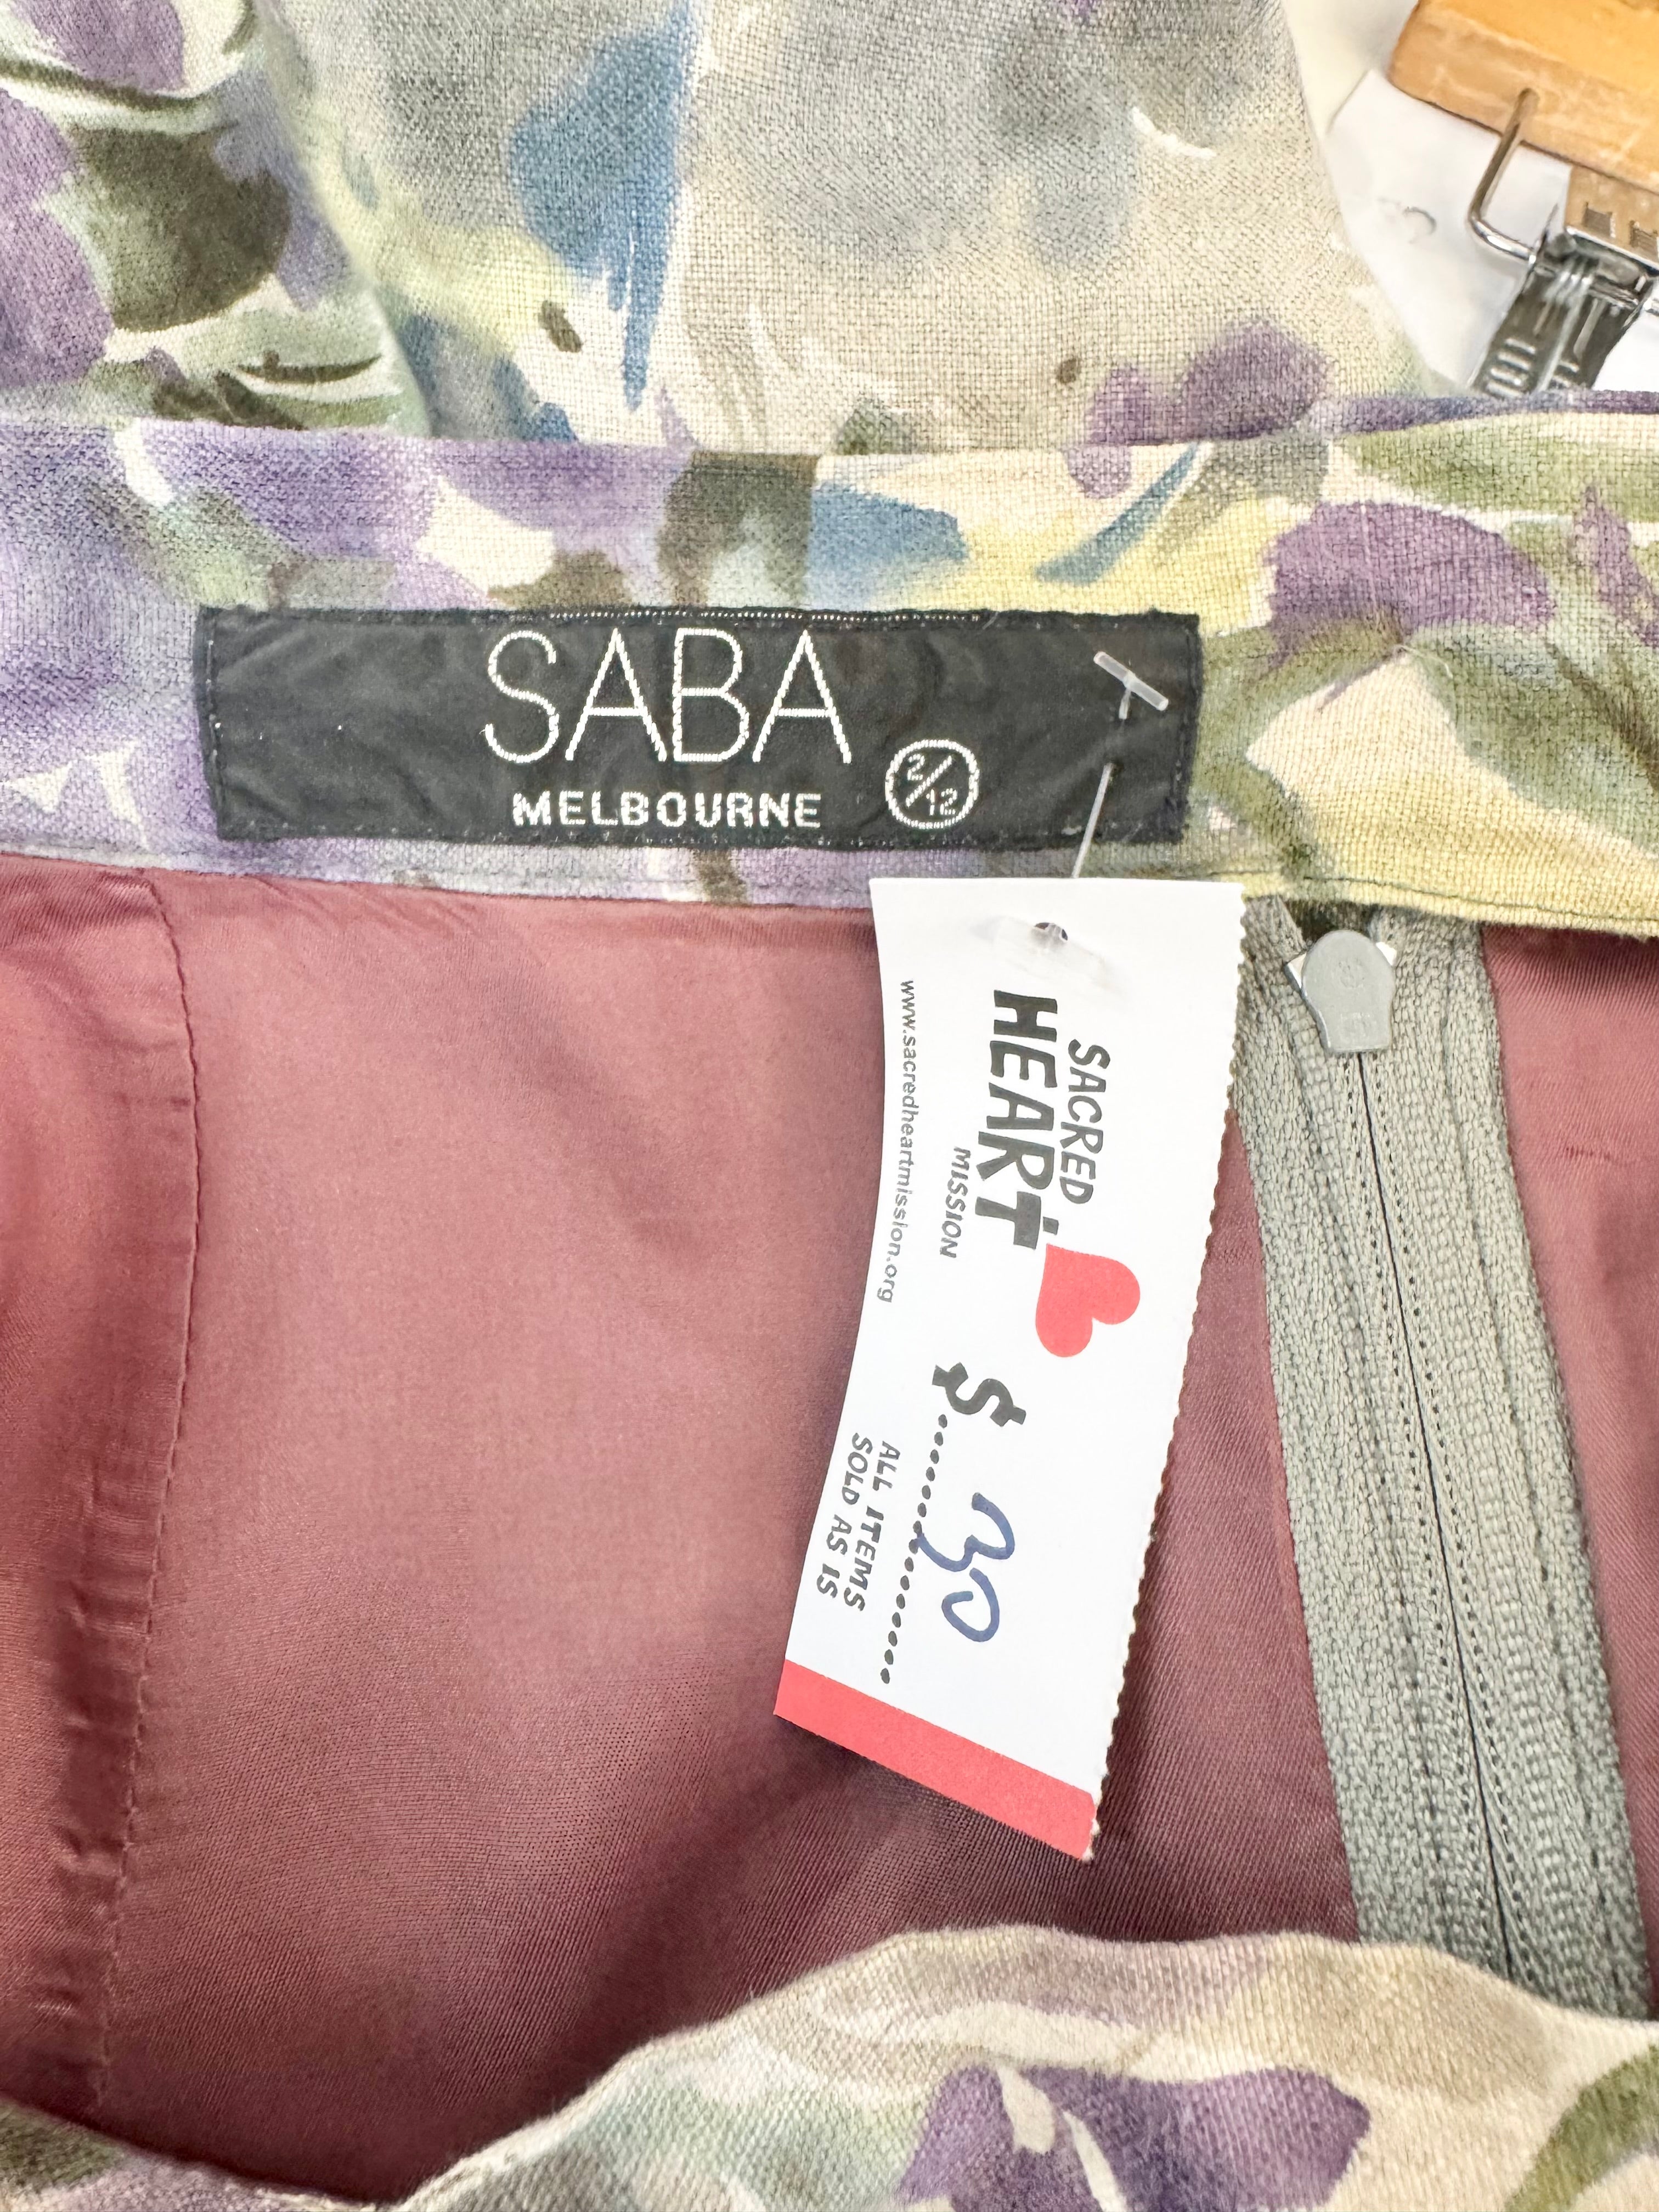 SABA
MELBOURNE
2/12
SACRED
HEART
MISSION
www.sacredheartmission.org
$ 30
ALL ITEMS
SOLD AS IS